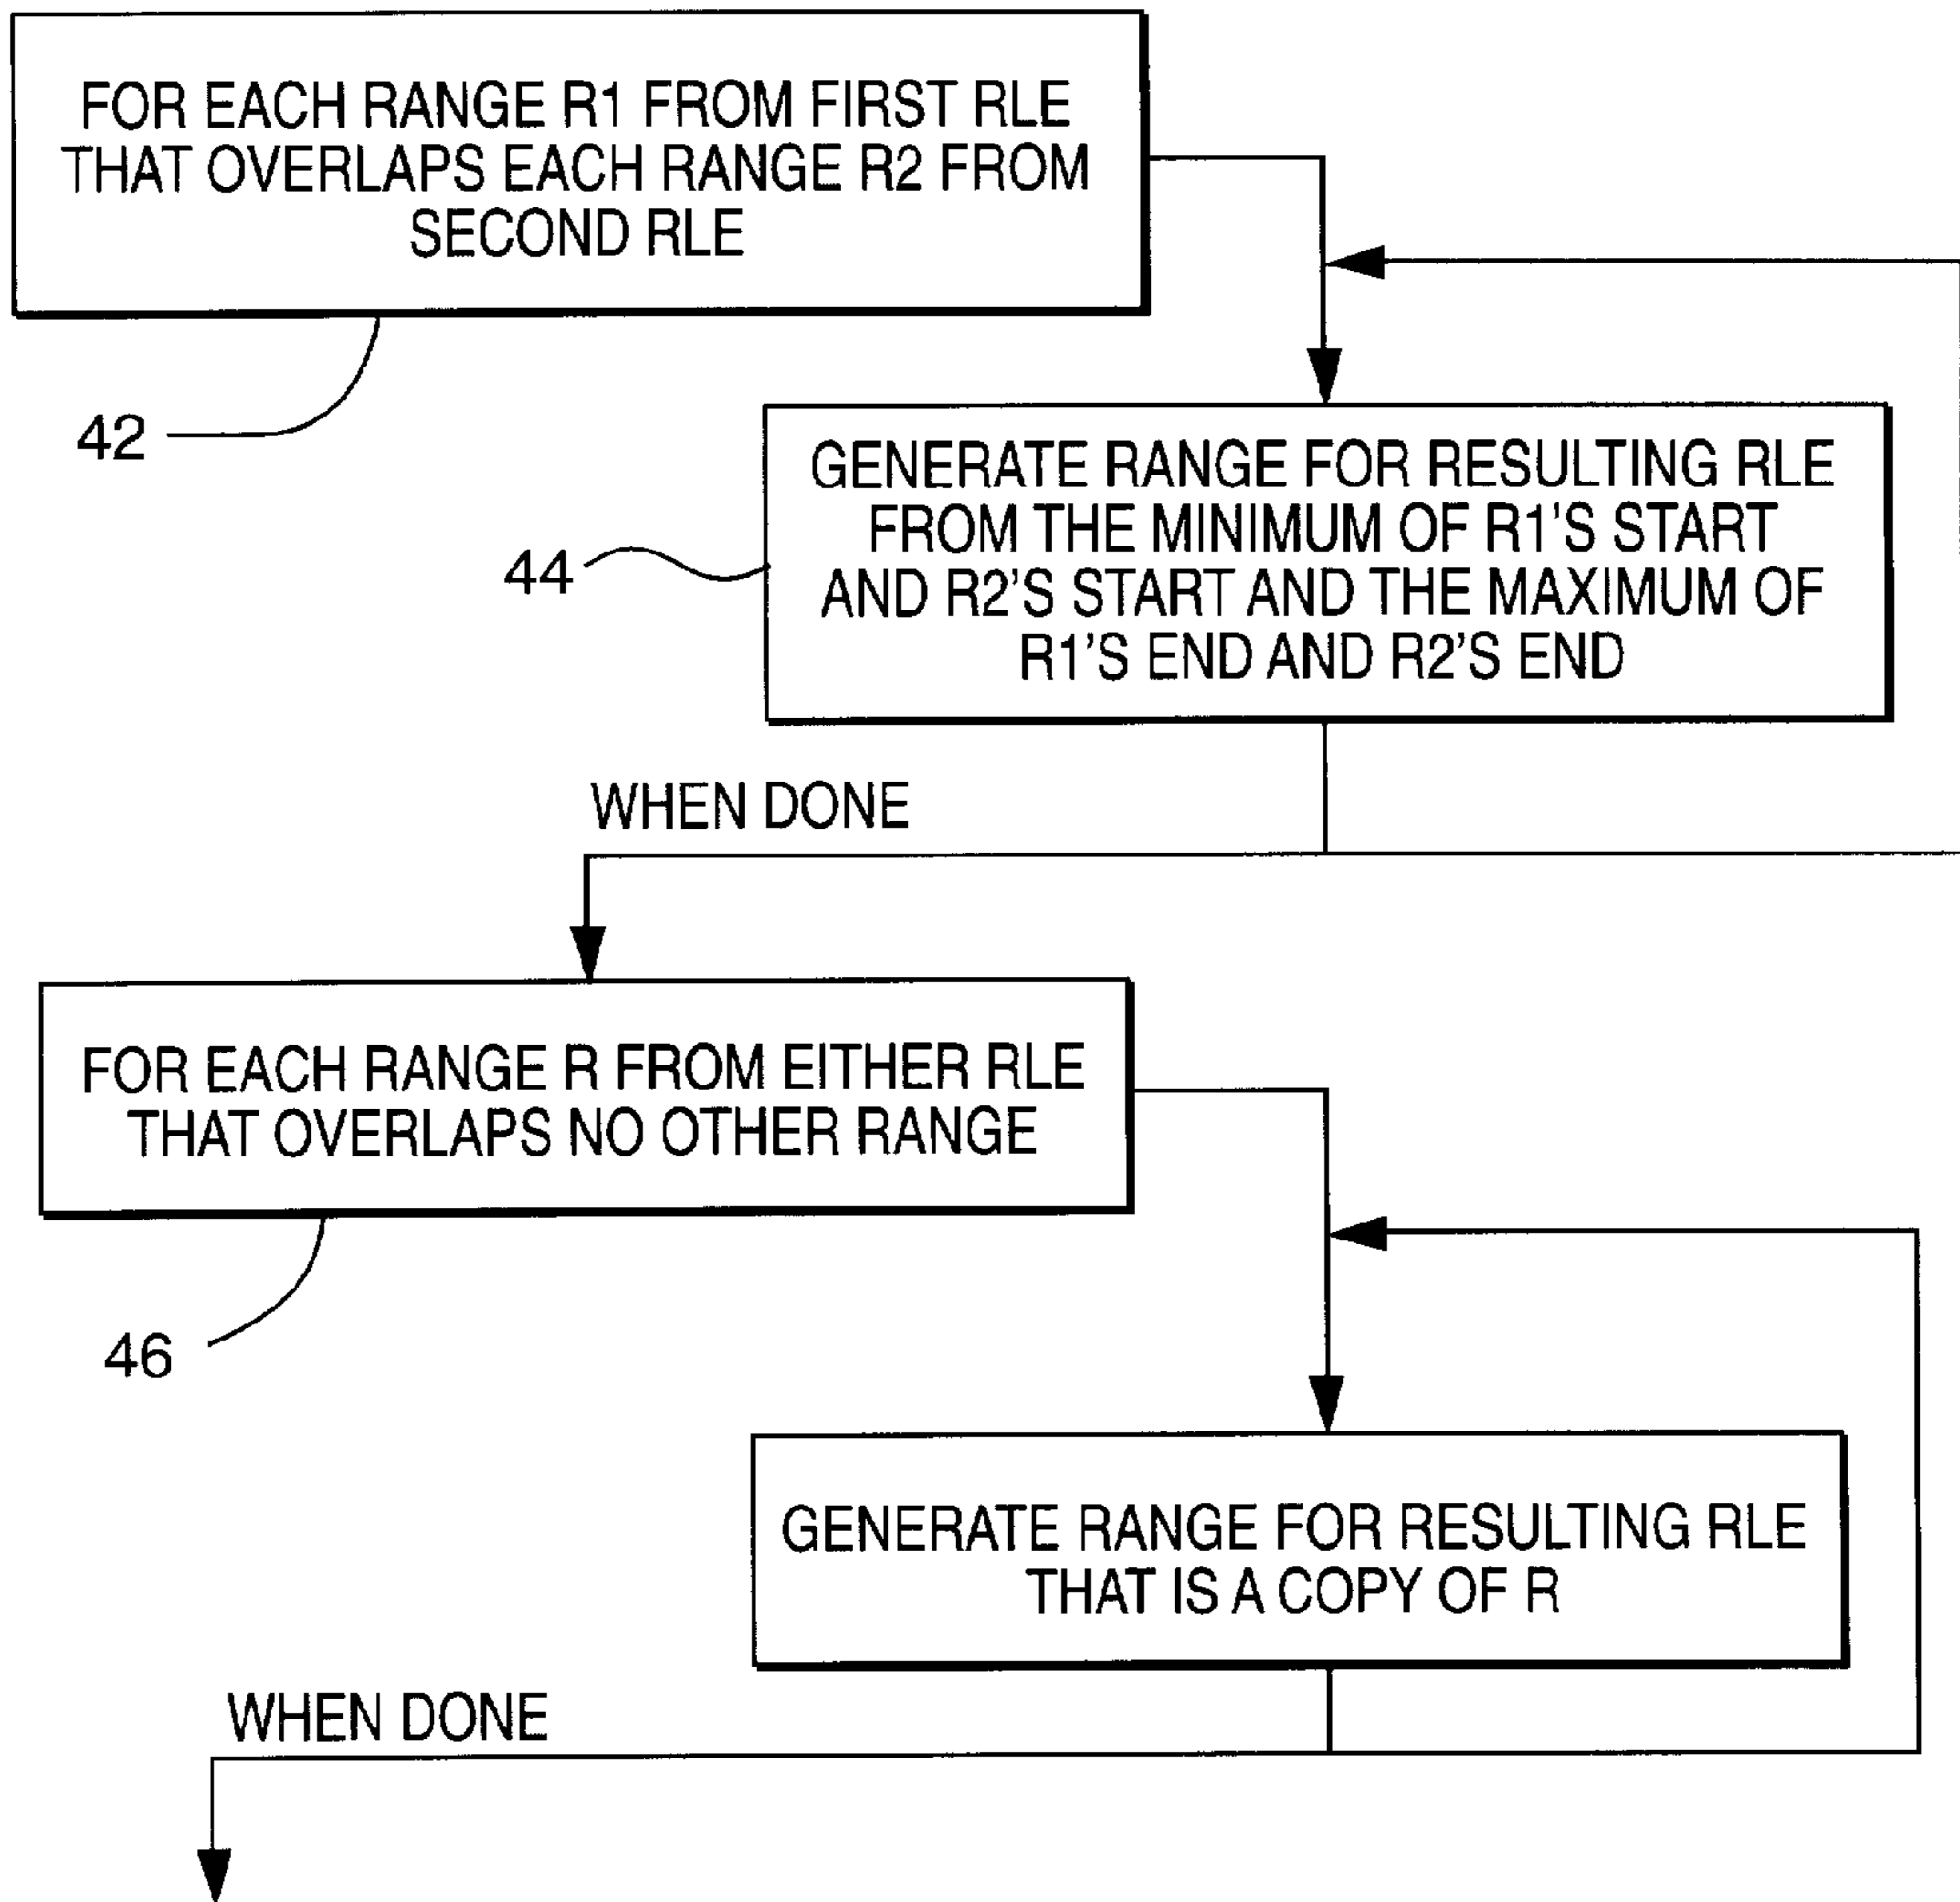 FOR EACH RANGE R1 FROM FIRST RLE
THAT OVERLAPS EACH RANGE R2 FROM
SECOND RLE
42
GENERATE RANGE FOR RESULTING RLE
FROM THE MINIMUM OF R1'S START
AND R2'S START AND THE MAXIMUM OF
R1'S END AND R2'S END
44
WHEN DONE
FOR EACH RANGE R FROM EITHER RLE
THAT OVERLAPS NO OTHER RANGE
46
GENERATE RANGE FOR RESULTING RLE
THAT IS A COPY OF R
WHEN DONE